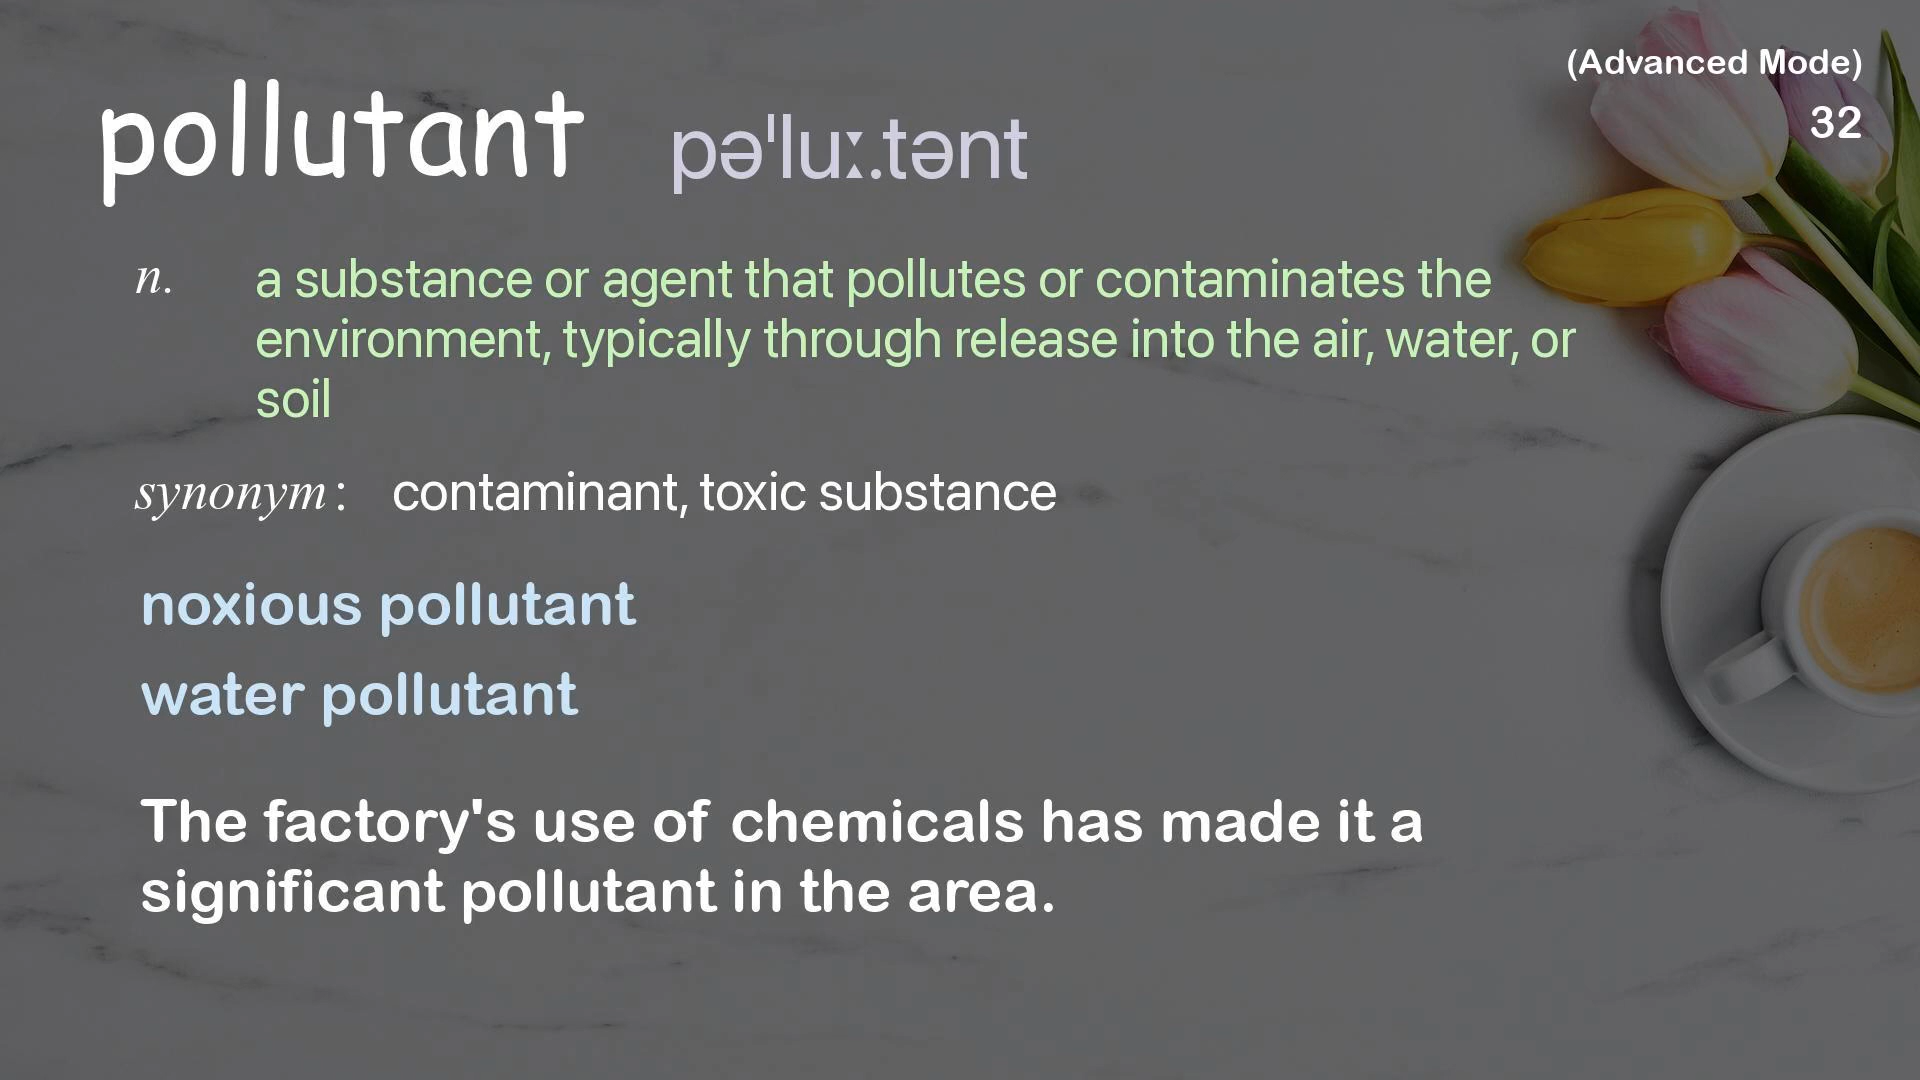 (Advanced Mode)
32
pollutant pəˈluː.tənt
n. a substance or agent that pollutes or contaminates the
environment, typically through release into the air, water, or
soil
synonym : contaminant, toxic substance
noxious pollutant
water pollutant
The factory's use of chemicals has made it a
significant pollutant in the area.